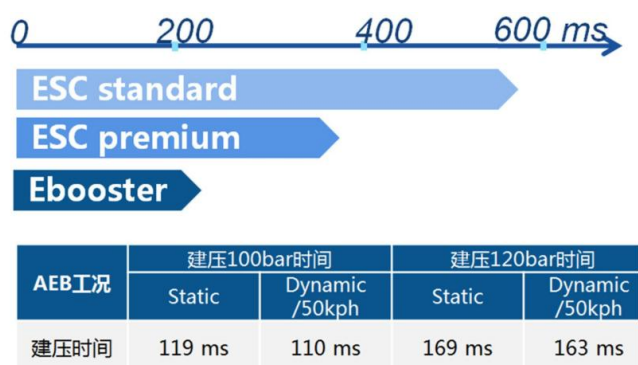 0 200 400 600 ms
ESC standard
ESC premium
Ebooster
AEB工况 建压100bar时间 建压120bar时间
Static Dynamic /50kph Static Dynamic /50kph
建压时间 119 ms 110 ms 169 ms 163 ms